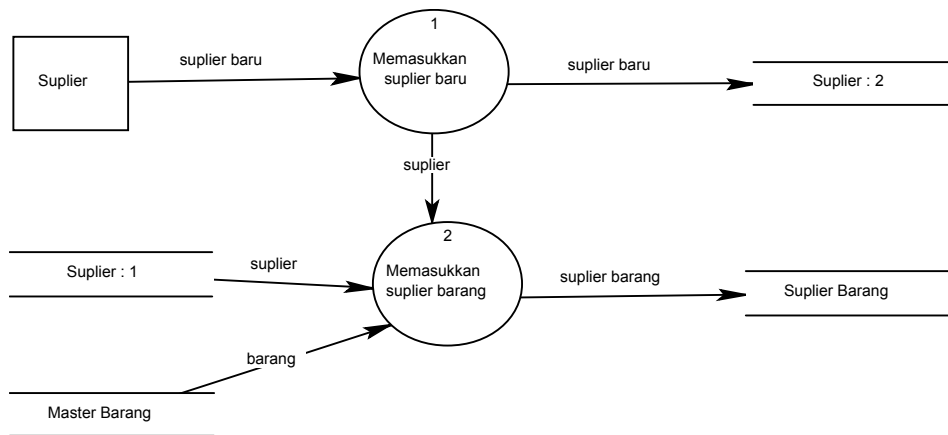 1
Suplier
suplier baru
Memasukkan
suplier baru
suplier baru
Suplier : 2
suplier
2
Suplier : 1
suplier
Memasukkan
suplier barang
suplier barang
Suplier Barang
barang
Master Barang